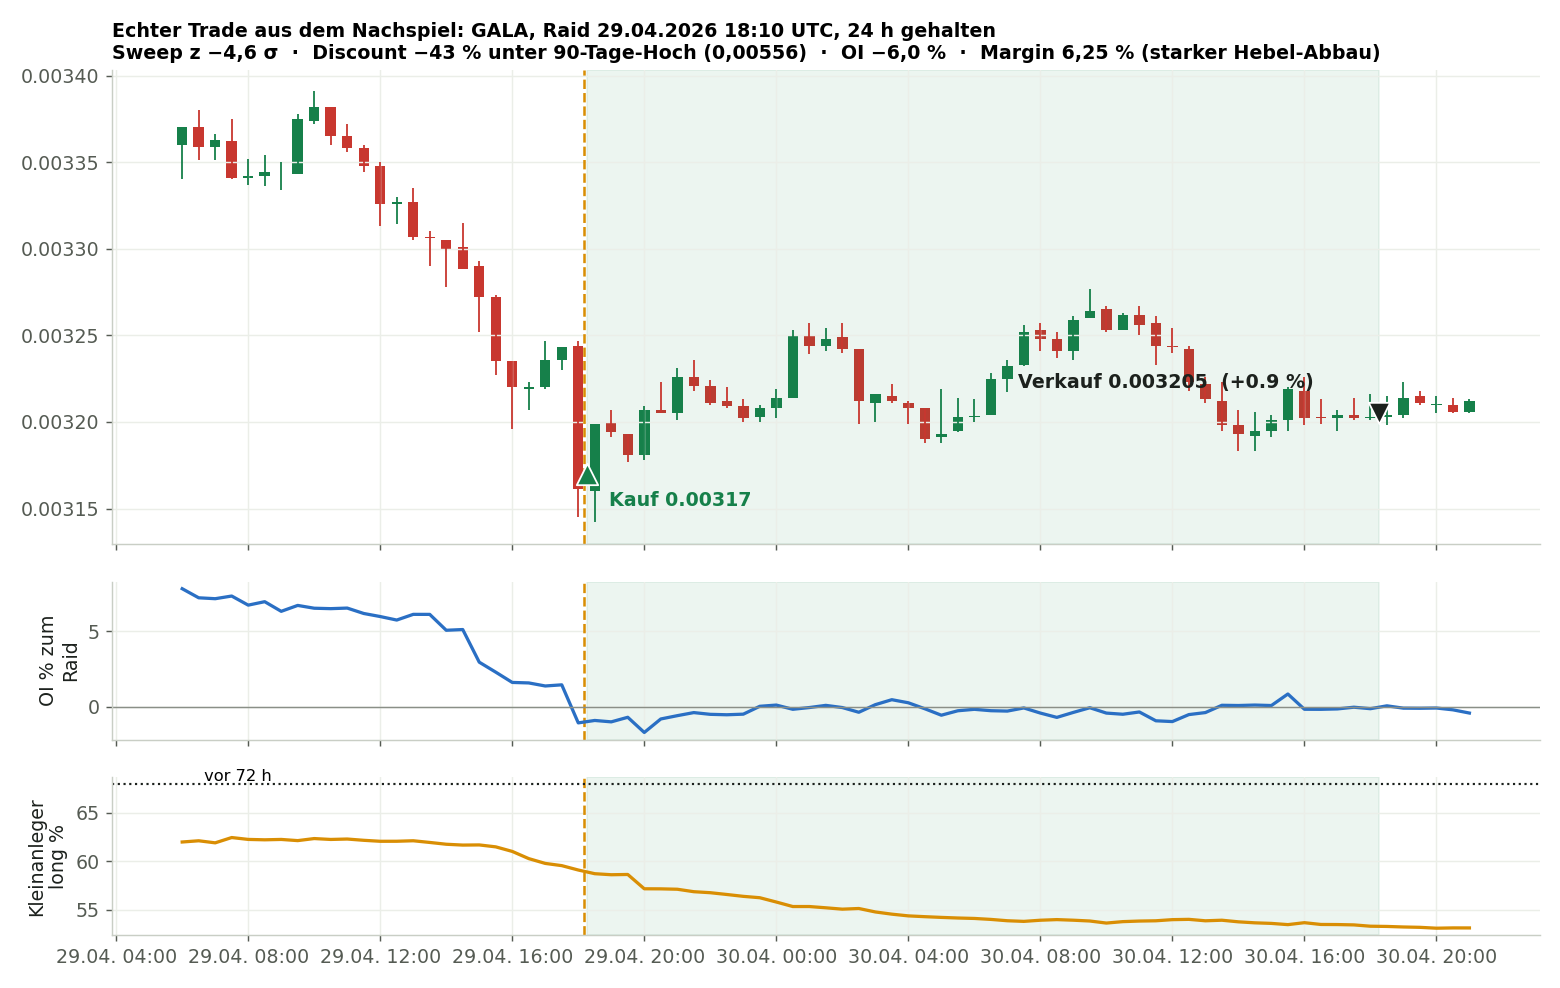 Echter Trade aus dem Nachspiel: GALA, Raid 29.04.2026 18:10 UTC, 24 h gehalten
Sweep z −4,6 σ  ·  Discount −43 % unter 90-Tage-Hoch (0,00556)  ·  OI −6,0 %  ·  Margin 6,25 % (starker Hebel-Abbau)
0.00340
0.00335
0.00330
0.00325
0.00320
0.00315
Verkauf 0.003205  (+0.9 %)
Kauf 0.00317
OI % zum
Raid
5
0
vor 72 h
Kleinanleger
long %
65
60
55
29.04. 04:00
29.04. 08:00
29.04. 12:00
29.04. 16:00
29.04. 20:00
30.04. 00:00
30.04. 04:00
30.04. 08:00
30.04. 12:00
30.04. 16:00
30.04. 20:00